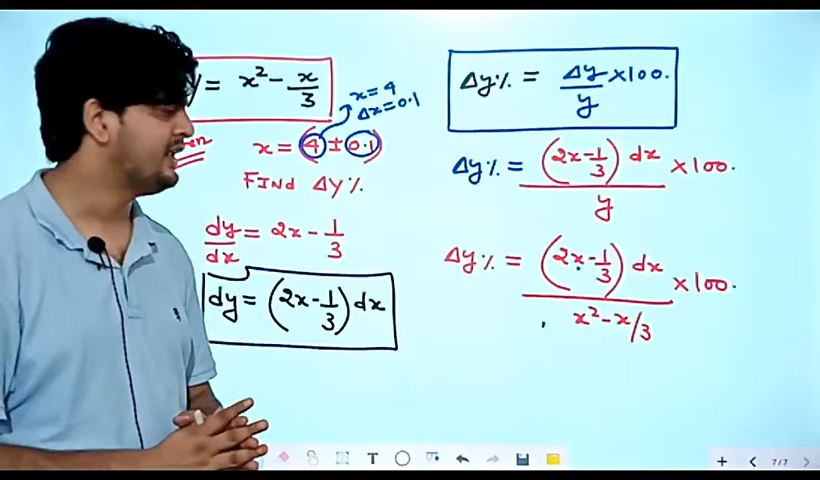 y = x² - x/3
x = 4
Δx = 0.1
x = (4 ± 0.1)
FIND ΔY%
dy/dx = 2x - 1/3
dy = (2x - 1/3) dx
Δy% = Δy/y × 100.
Δy% = (2x - 1/3) dx / y × 100.
Δy% = (2x - 1/3) dx / x² - x/3 × 100.
T
7/7